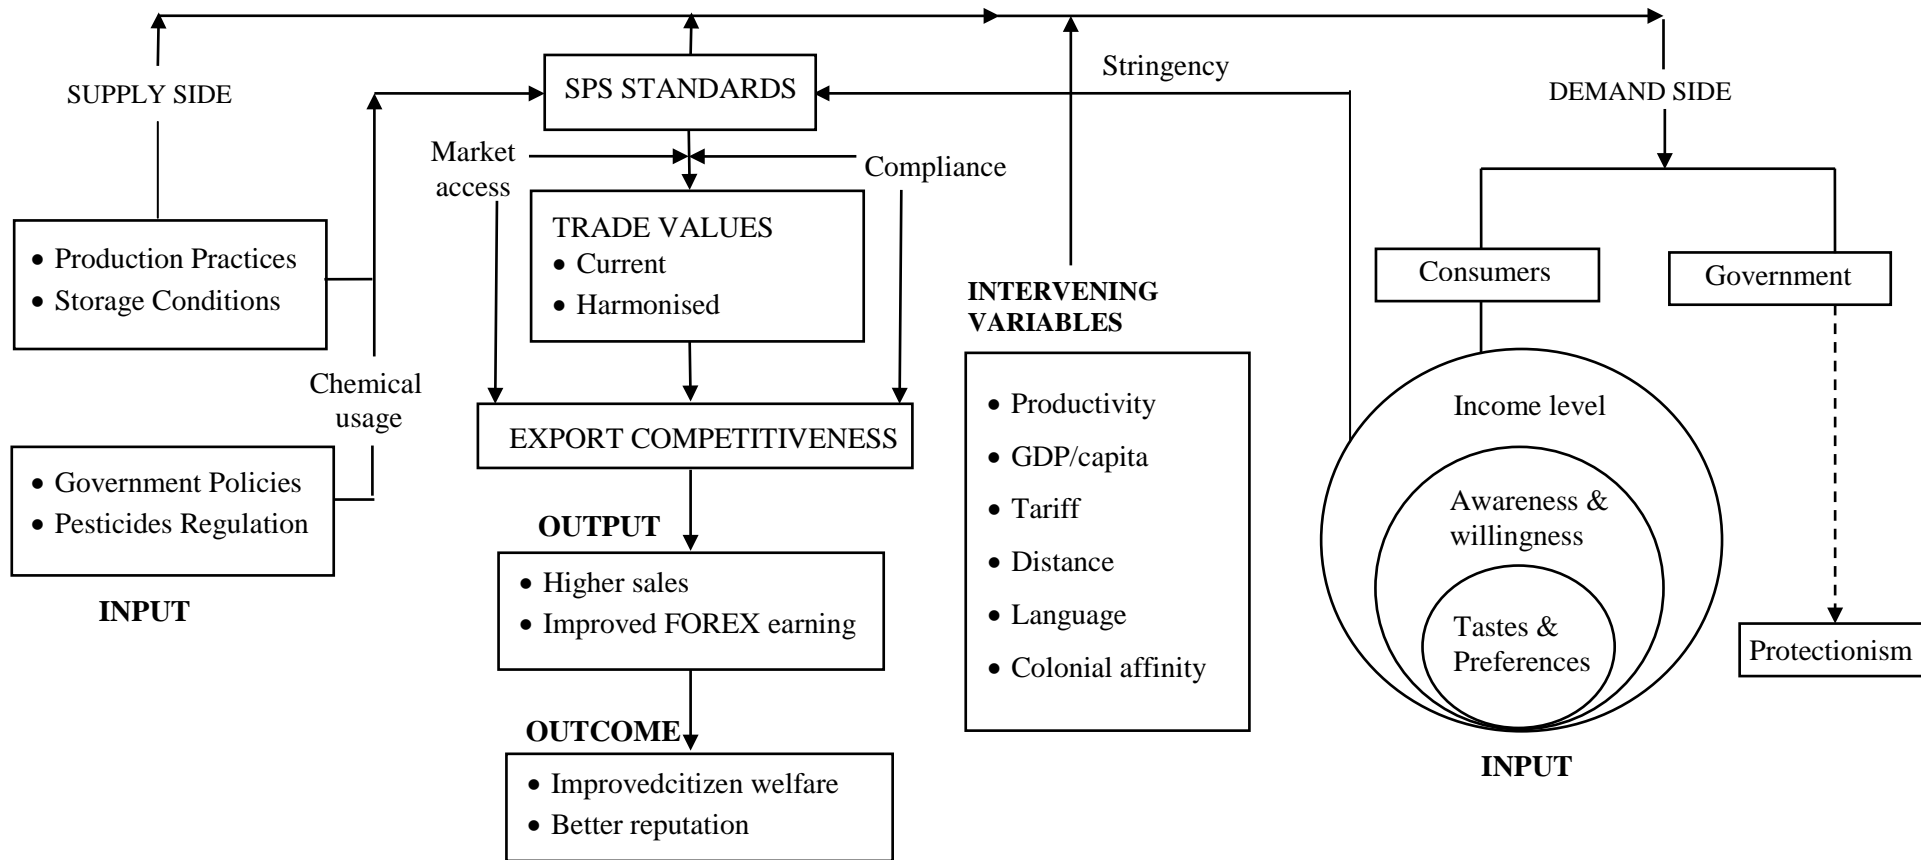 SUPPLY SIDE
SPS STANDARDS
Stringency
DEMAND SIDE
Market
access
Compliance
• Production Practices
• Storage Conditions
TRADE VALUES
• Current
• Harmonised
Consumers
Government
INTERVENING
VARIABLES
Chemical
usage
EXPORT COMPETITIVENESS
• Government Policies
• Pesticides Regulation
INPUT
OUTPUT
• Higher sales
• Improved FOREX earning
OUTCOME
• Improvedcitizen welfare
• Better reputation
• Productivity
• GDP/capita
• Tariff
• Distance
• Language
• Colonial affinity
Income level
Awareness &
willingness
Tastes &
Preferences
Protectionism
INPUT